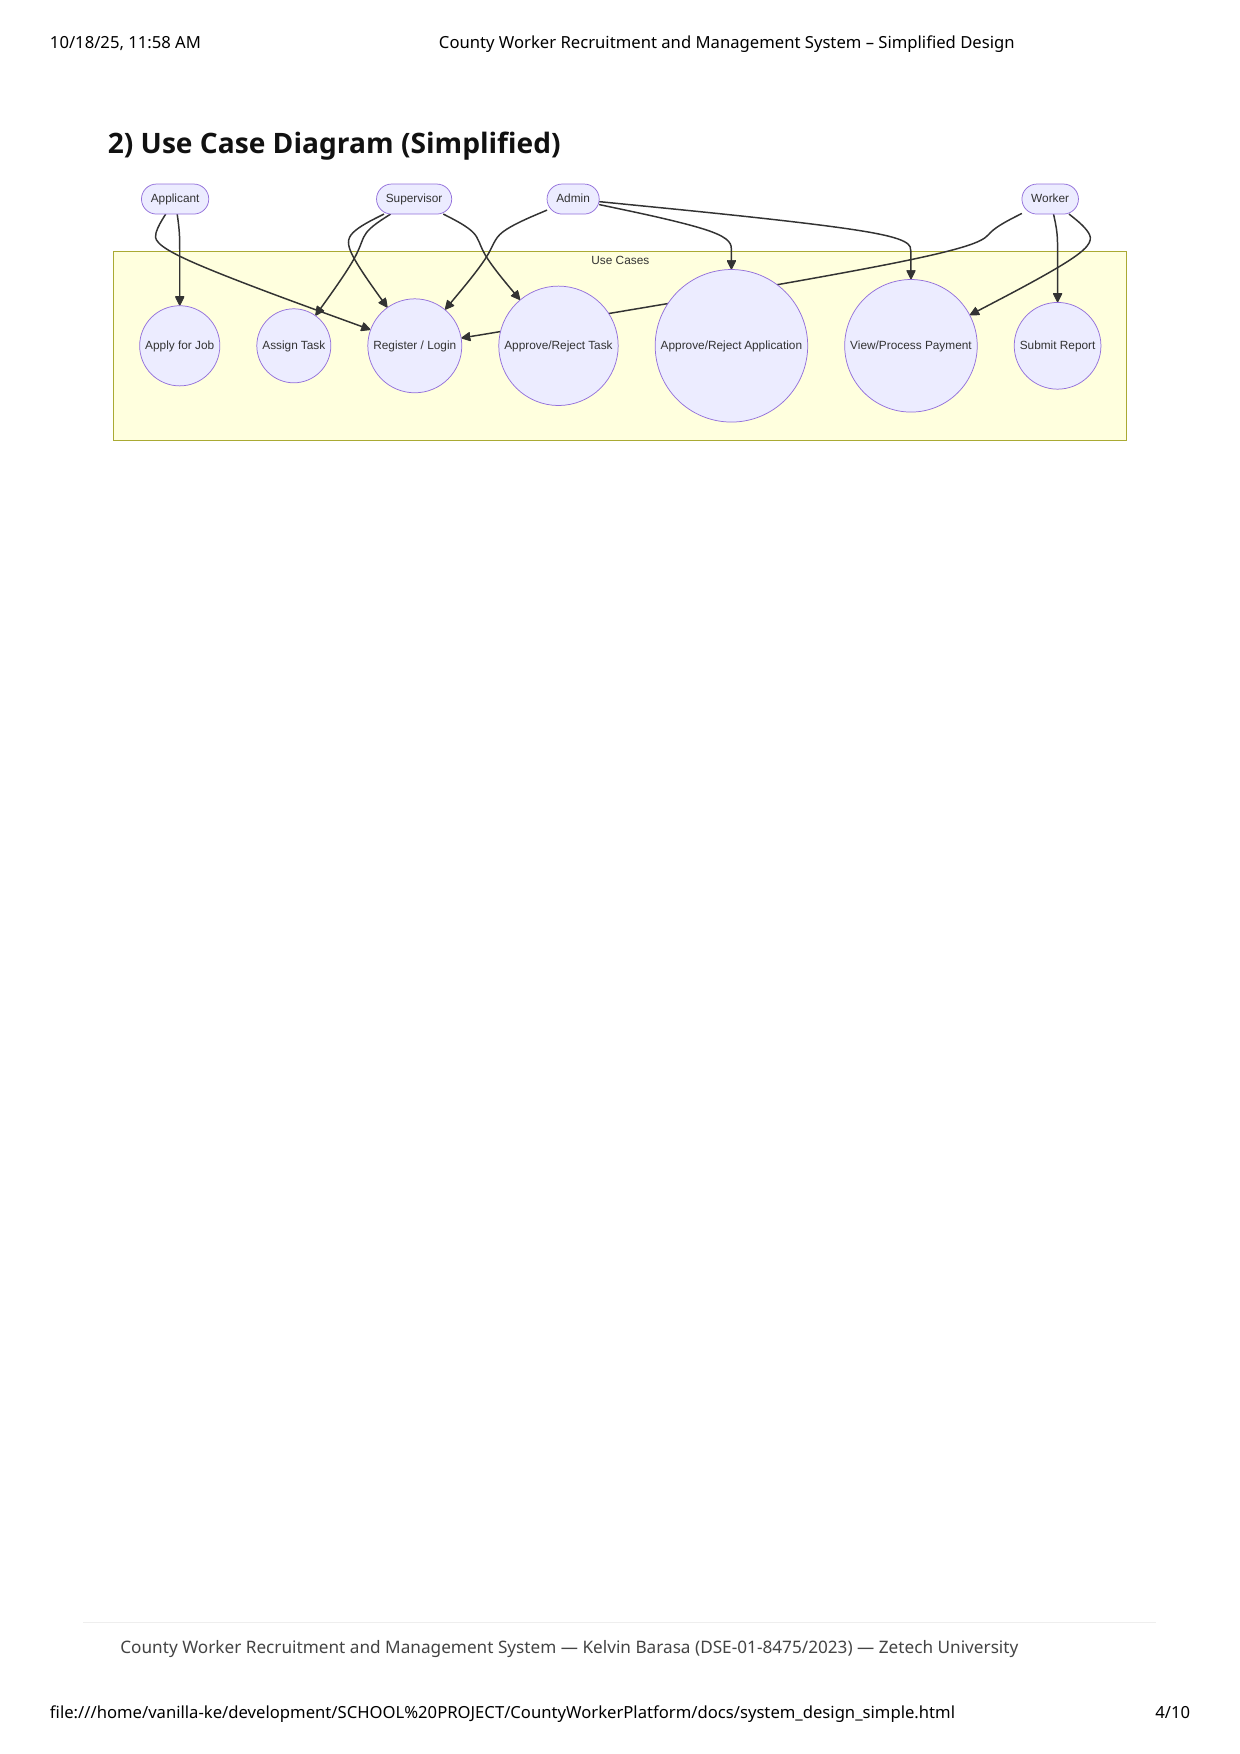 10/18/25, 11:58 AM County Worker Recruitment and Management System – Simplified Design
2) Use Case Diagram (Simplified)
Applicant Supervisor Admin Worker
Use Cases
Apply for Job Assign Task Register / Login Approve/Reject Task Approve/Reject Application View/Process Payment Submit Report
County Worker Recruitment and Management System — Kelvin Barasa (DSE-01-8475/2023) — Zetech University
file:///home/vanilla-ke/development/SCHOOL%20PROJECT/CountyWorkerPlatform/docs/system_design_simple.html 4/10